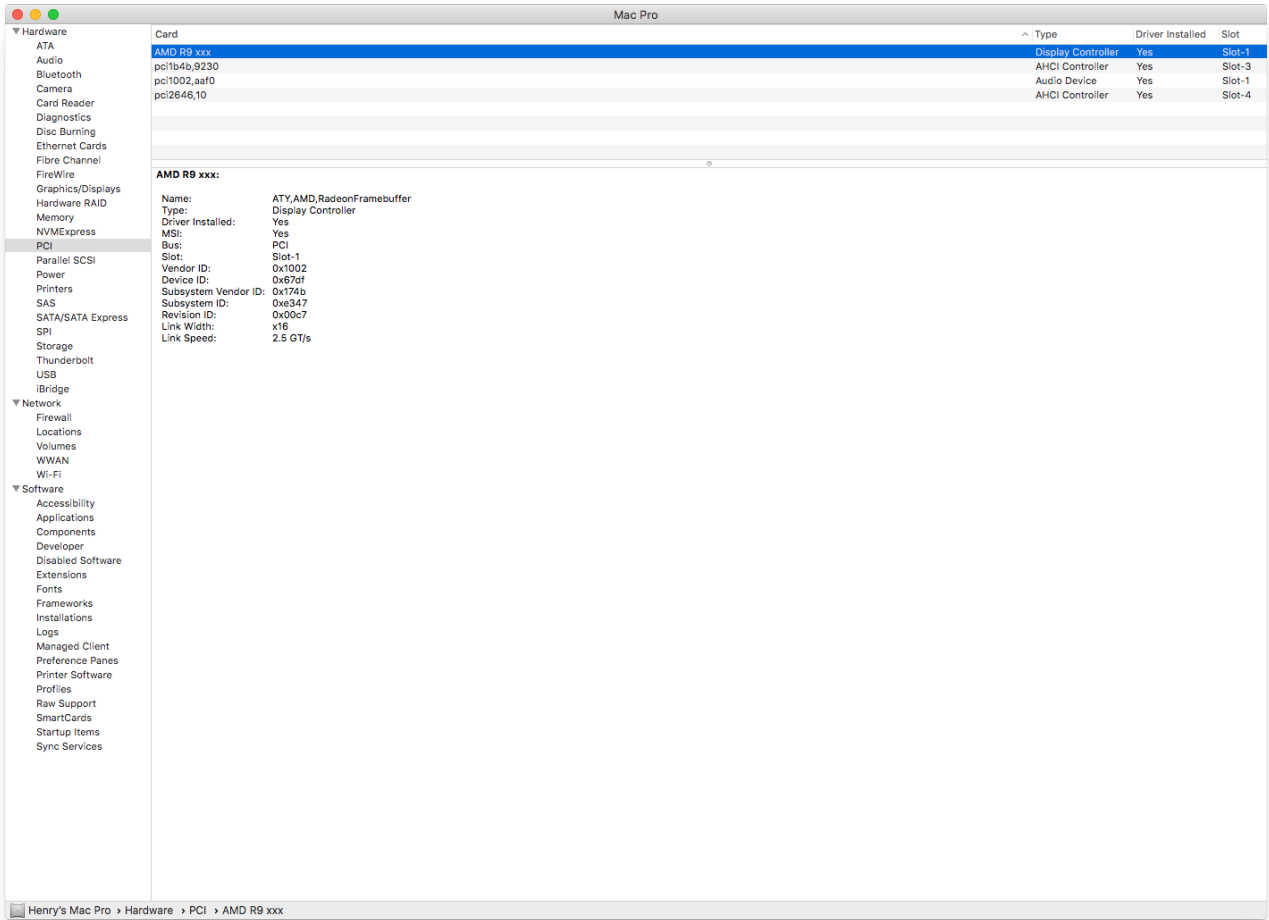 Mac Pro
Hardware
ATA
Audio
Bluetooth
Camera
Card Reader
Diagnostics
Disc Burning
Ethernet Cards
Fibre Channel
FireWire
Graphics/Displays
Hardware RAID
Memory
NVMExpress
PCI
Parallel SCSI
Power
Printers
SAS
SATA/SATA Express
SPI
Storage
Thunderbolt
USB
iBridge
Network
Firewall
Locations
Volumes
WWAN
Wi-Fi
Software
Accessibility
Applications
Components
Developer
Disabled Software
Extensions
Fonts
Frameworks
Installations
Logs
Managed Client
Preference Panes
Printer Software
Profiles
Raw Support
SmartCards
Startup Items
Sync Services
Card Type Driver Installed Slot
AMD R9 xxx Display Controller Yes Slot-1
pci1b4b,9230 AHCI Controller Yes Slot-3
pci1002,aaf0 Audio Device Yes Slot-1
pci2646,10 AHCI Controller Yes Slot-4
AMD R9 xxx:
Name: ATY,AMD,RadeonFramebuffer
Type: Display Controller
Driver Installed: Yes
MSI: Yes
Bus: PCI
Slot: Slot-1
Vendor ID: 0x1002
Device ID: 0x67df
Subsystem Vendor ID: 0x174b
Subsystem ID: 0xe347
Revision ID: 0x00c7
Link Width: x16
Link Speed: 2.5 GT/s
Henry's Mac Pro › Hardware › PCI › AMD R9 xxx